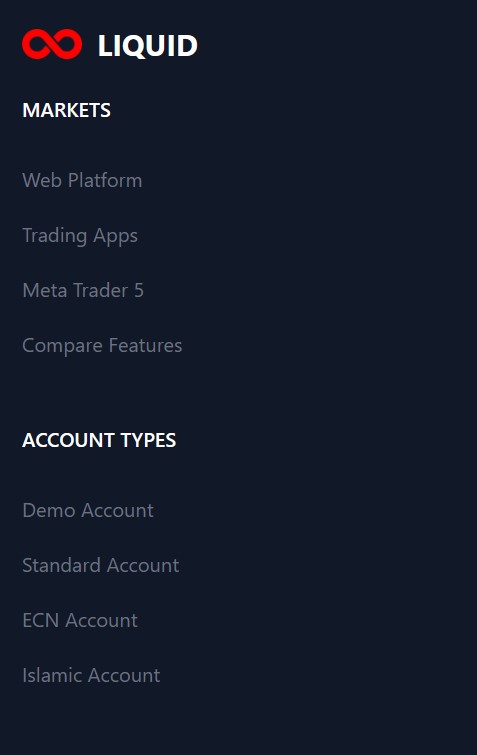 LIQUID
MARKETS
Web Platform
Trading Apps
Meta Trader 5
Compare Features
ACCOUNT TYPES
Demo Account
Standard Account
ECN Account
Islamic Account